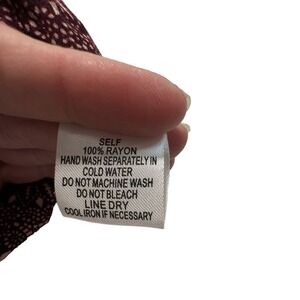 SELF
100% RAYON
HAND WASH SEPARATELY IN
COLD WATER
DO NOT MACHINE WASH
DO NOT BLEACH
LINE DRY
COOL IRON IF NECESSARY